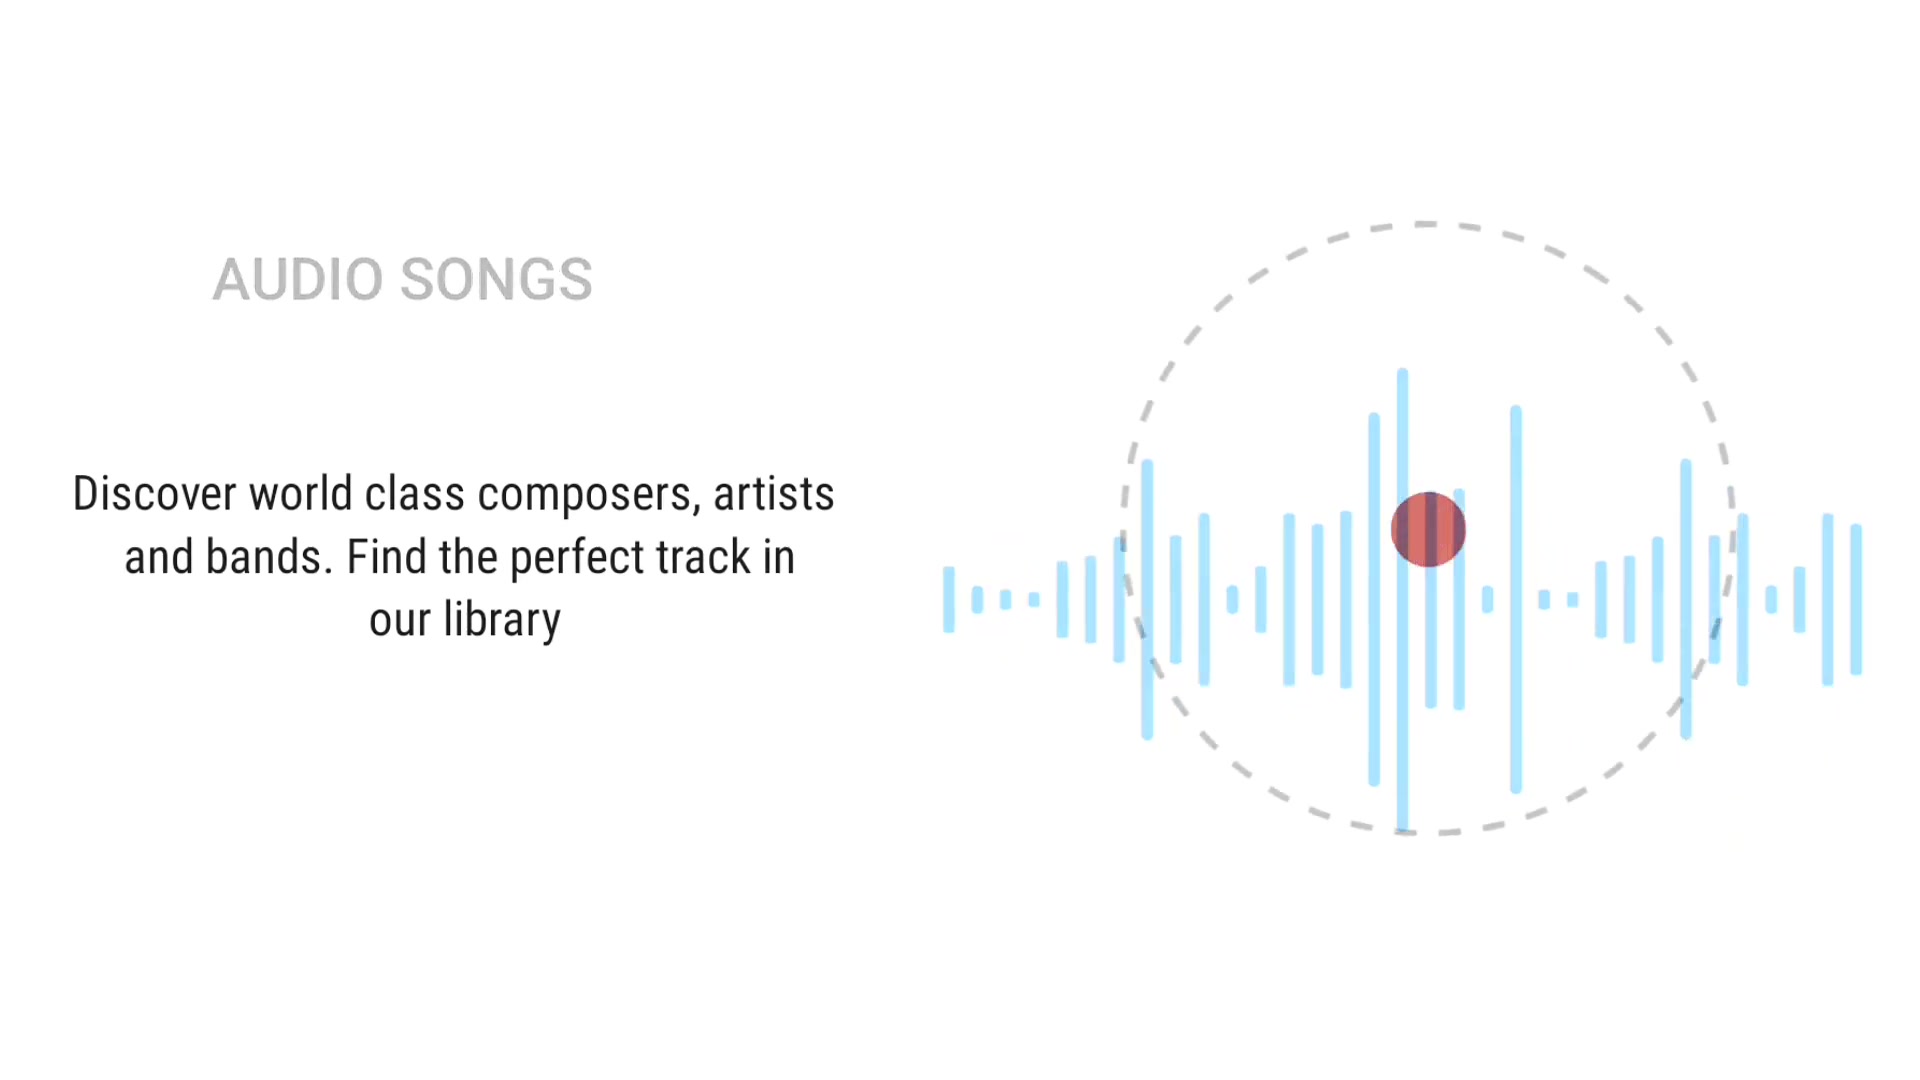 AUDIO SONGS
Discover world class composers, artists
and bands. Find the perfect track in
our library